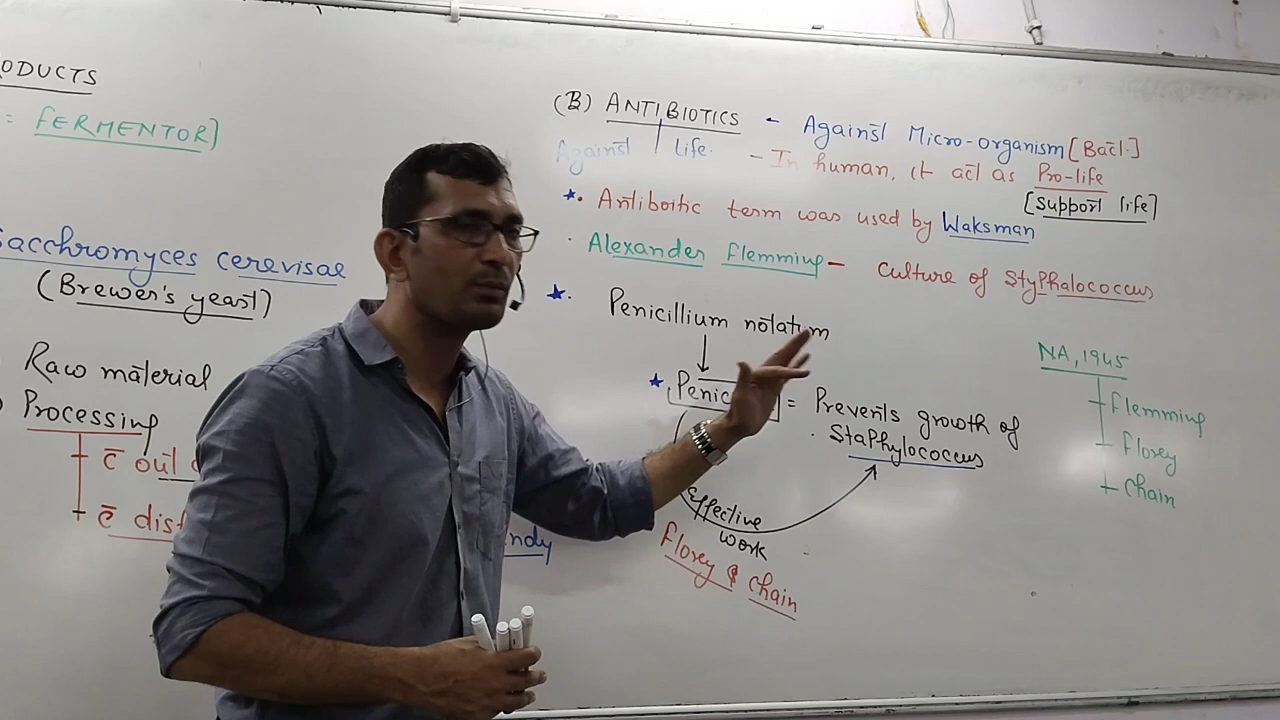 ODUCTS
= FERMENTOR]
Sacchromyces cerevisae
(Brewer's yeast)
Raw material
Processing
c̄ out
c̄ dist
ndy
(B) ANTIBIOTICS - Against Micro-organism [Bact.]
Against | Life. - In human, it act as Pro-life
[Support life]
★. Antiboitic term was used by Waksman
. Alexander Flemming - Culture of Styphalococcus
★. Penicillium notatum
★ Penic = Prevents growth of
. Staphylococcus
Effective
work
Florey & Chain
NA, 1945
Flemming
Florey
Chain